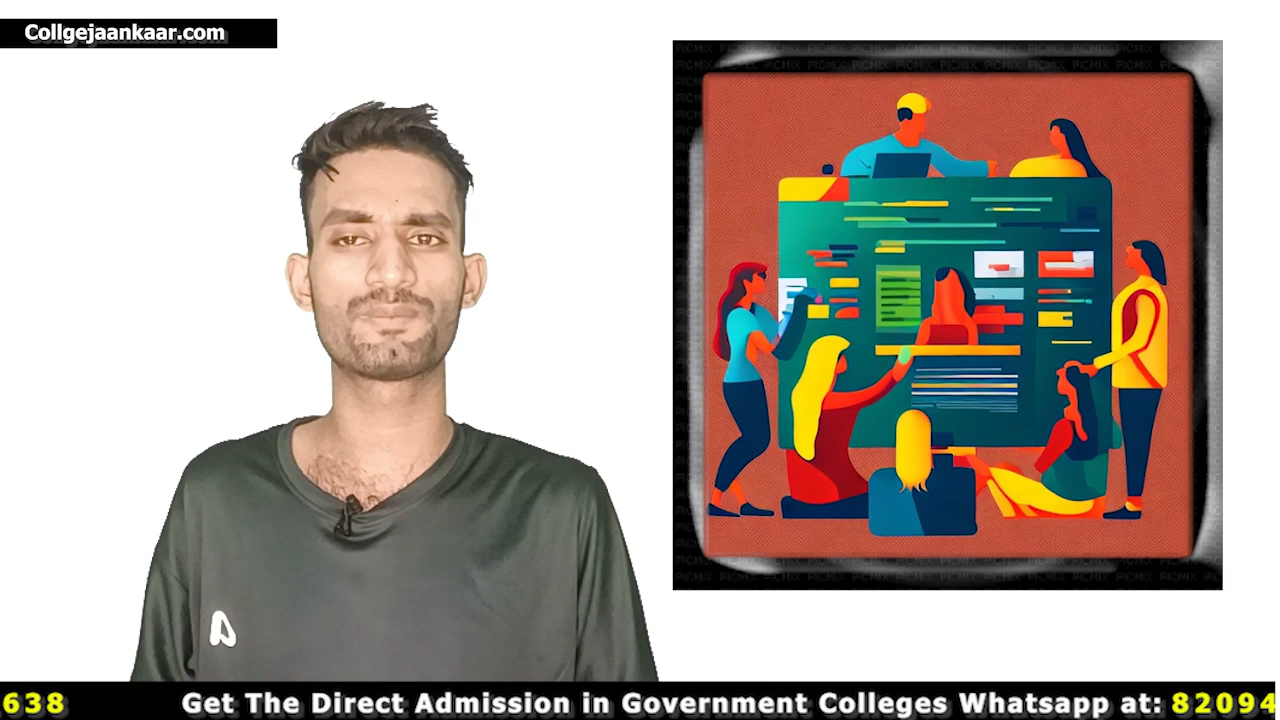 Collgejaankaar.com
638 Get The Direct Admission in Government Colleges Whatsapp at: 82094